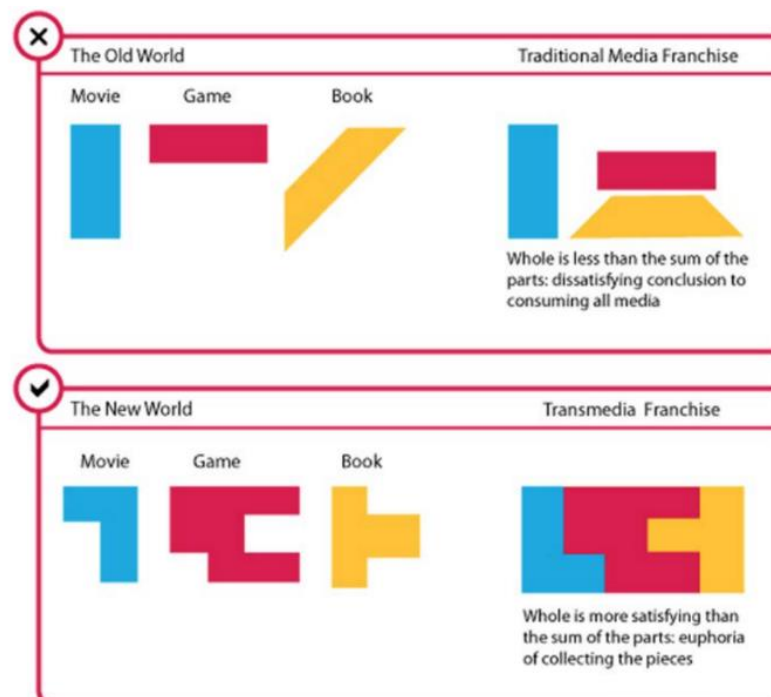 The Old World
Traditional Media Franchise
Movie
Game
Book
Whole is less than the sum of the
parts: dissatisfying conclusion to
consuming all media
The New World
Transmedia Franchise
Movie
Game
Book
Whole is more satisfying than
the sum of the parts: euphoria
of collecting the pieces